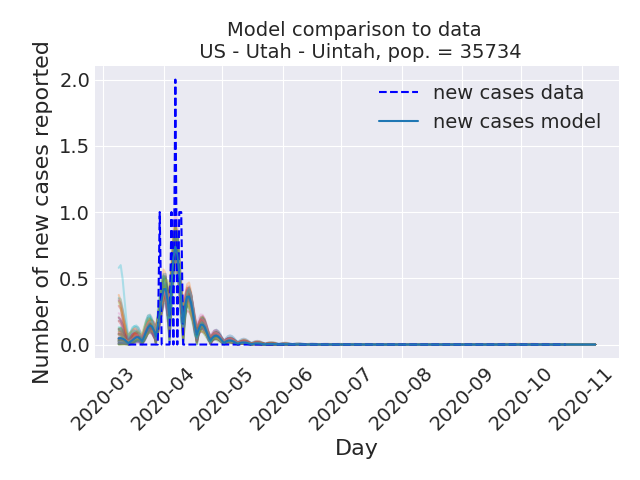 Model comparison to data
US - Utah - Uintah, pop. = 35734
Number of new cases reported
2.0
1.5
1.0
0.5
0.0
new cases data
new cases model
2020-03
2020-04
2020-05
2020-06
2020-07
2020-08
2020-09
2020-10
2020-11
Day